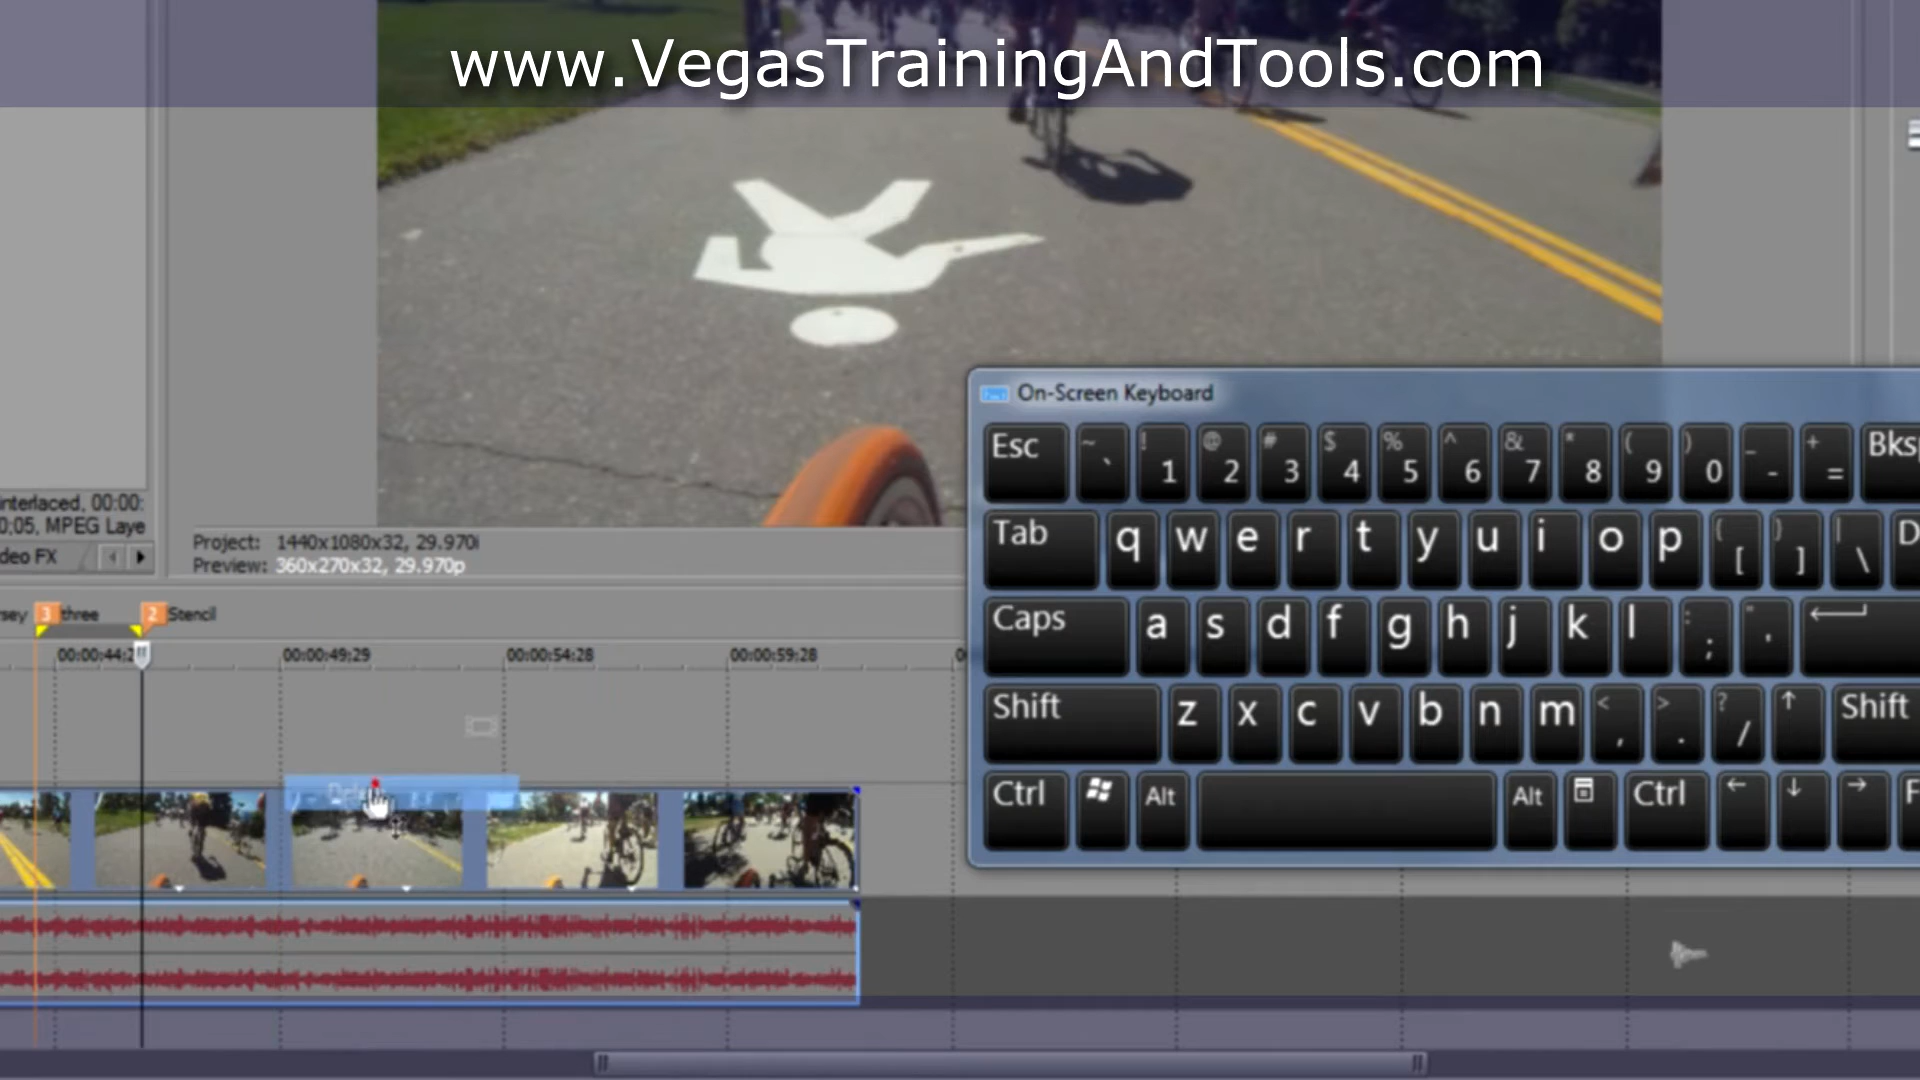 www.VegasTrainingAndTools.com
On-Screen Keyboard
Esc ~ ` ! 1 @ 2 # 3 $ 4 % 5 ^ 6 & 7 * 8 ( 9 ) 0 _ - + = Bks
Tab q w e r t y u i o p { [ } ] | \ D
Caps a s d f g h j k l : ; " '
Shift z x c v b n m < , > . ? / ↑ Shift
Ctrl Alt Alt Ctrl ← ↓ → F
interlaced, 00:00:
0;05, MPEG Laye
deo FX
Project: 1440x1080x32, 29.970i
Preview: 360x270x32, 29.970p
rsey 3 three 2 Stencil
00:00:44:2 00:00:49:29 00:00:54:28 00:00:59:28